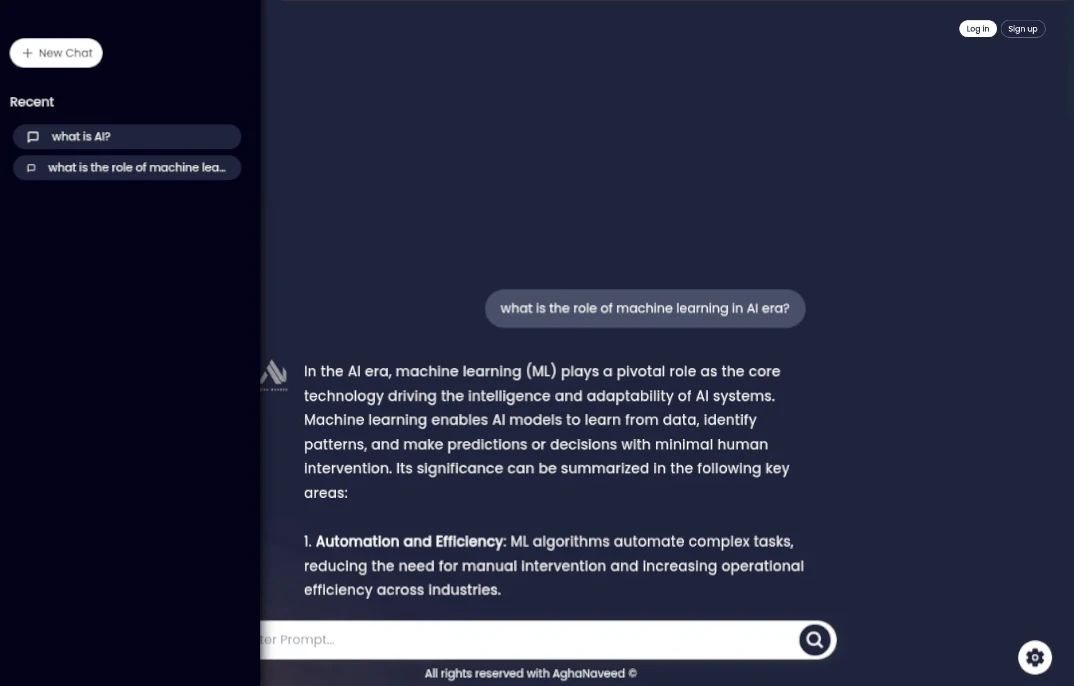 New Chat
Log in
Sign up
Recent
what is AI?
what is the role of machine lea...
what is the role of machine learning in AI era?
In the AI era, machine learning (ML) plays a pivotal role as the core
technology driving the intelligence and adaptability of AI systems.
Machine learning enables AI models to learn from data, identify
patterns, and make predictions or decisions with minimal human
intervention. Its significance can be summarized in the following key
areas:
1. Automation and Efficiency: ML algorithms automate complex tasks,
reducing the need for manual intervention and increasing operational
efficiency across industries.
ter Prompt...
All rights reserved with AghaNaveed ©